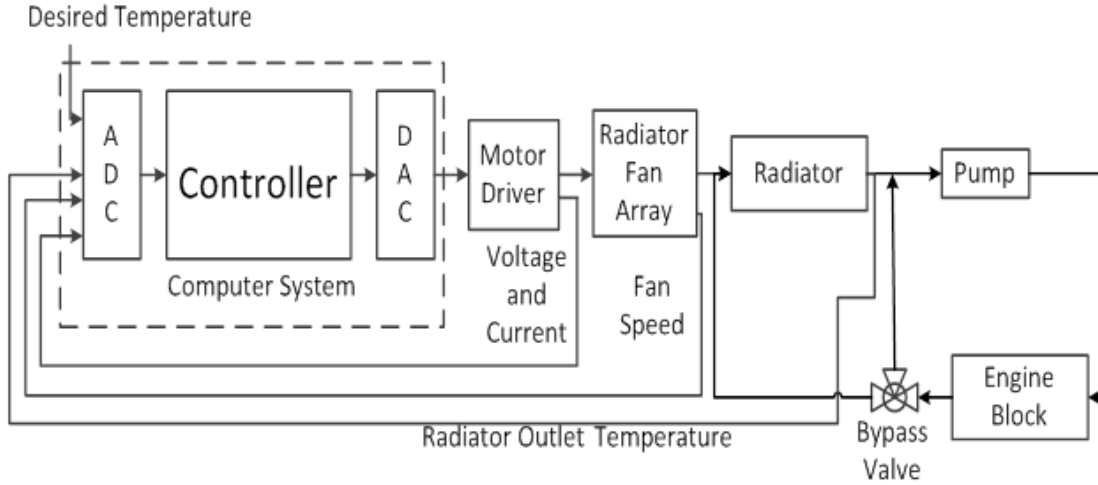 Desired Temperature
A
D
C
Controller
D
A
C
Computer System
Motor
Driver
Voltage
and
Current
Radiator
Fan
Array
Fan
Speed
Radiator
Pump
Engine
Block
Bypass
Valve
Radiator Outlet Temperature